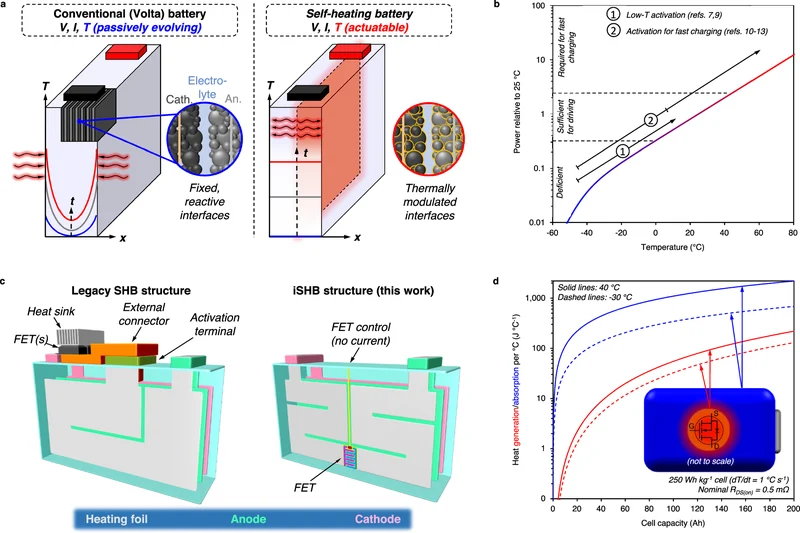 a
Conventional (Volta) battery
V, I, T (passively evolving)
Self-heating battery
V, I, T (actuatable)
T
Electro-
lyte
Cath.
An.
t
x
Fixed,
reactive
interfaces
T
t
x
Thermally
modulated
interfaces
b
1 Low-T activation (refs. 7,9)
2 Activation for fast charging (refs. 10-13)
Power relative to 25 °C
Required for fast
charging
Sufficient
for driving
Deficient
10
1
0.1
0.01
2
1
-60 -40 -20 0 20 40 60 80
Temperature (°C)
c
Legacy SHB structure
Heat sink
FET(s)
External
connector
Activation
terminal
iSHB structure (this work)
FET control
(no current)
FET
Heating foil Anode Cathode
d
Solid lines: 40 °C
Dashed lines: -30 °C
Heat generation/absorption per °C (J °C⁻¹)
1,000
100
10
1
0
G
S
D
(not to scale)
250 Wh kg⁻¹ cell (dT/dt = 1 °C s⁻¹)
Nominal RDS(on) = 0.5 mΩ
0 20 40 60 80 100 120 140 160 180 200
Cell capacity (Ah)